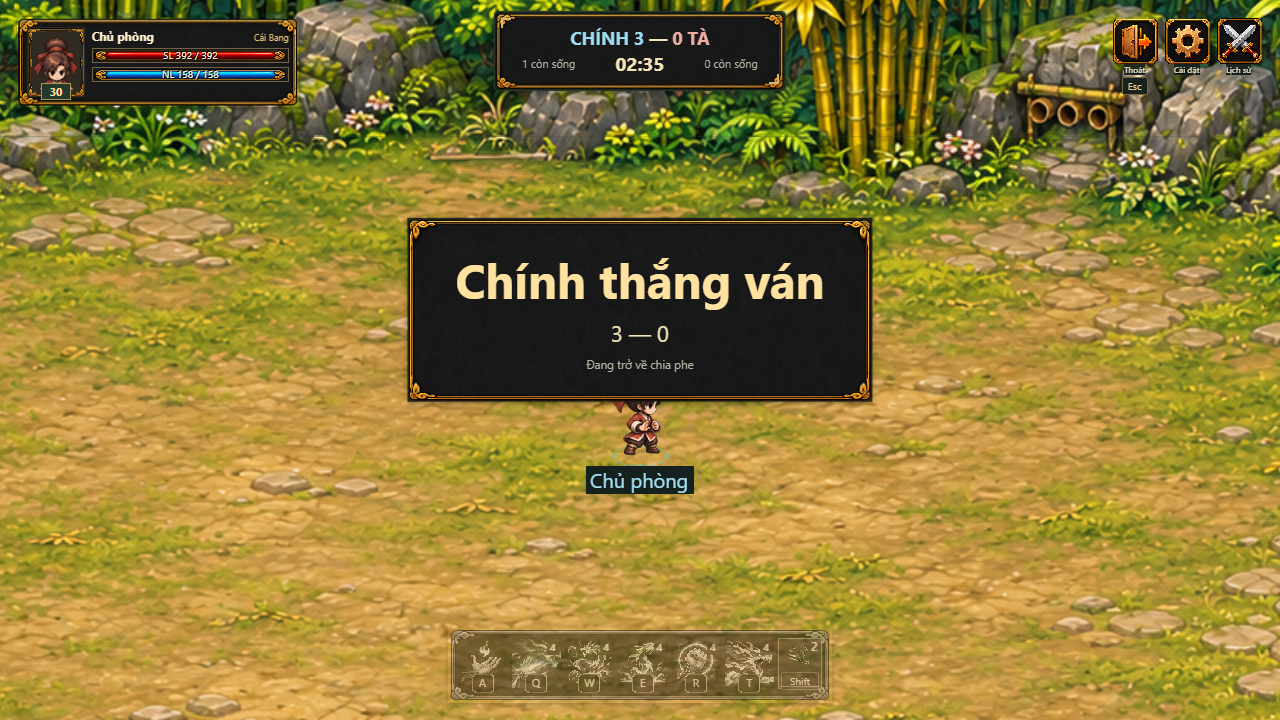 Chủ phòng
Cái Bang
SL 392 / 392
NL 158 / 158
30
CHÍNH 3 — 0 TÀ
1 còn sống
02:35
0 còn sống
Thoát
Esc
Cài đặt
Lịch sử
Chính thắng ván
3 — 0
Đang trở về chia phe
Chủ phòng
4 4 4 4 4 2
A Q W E R T Shift